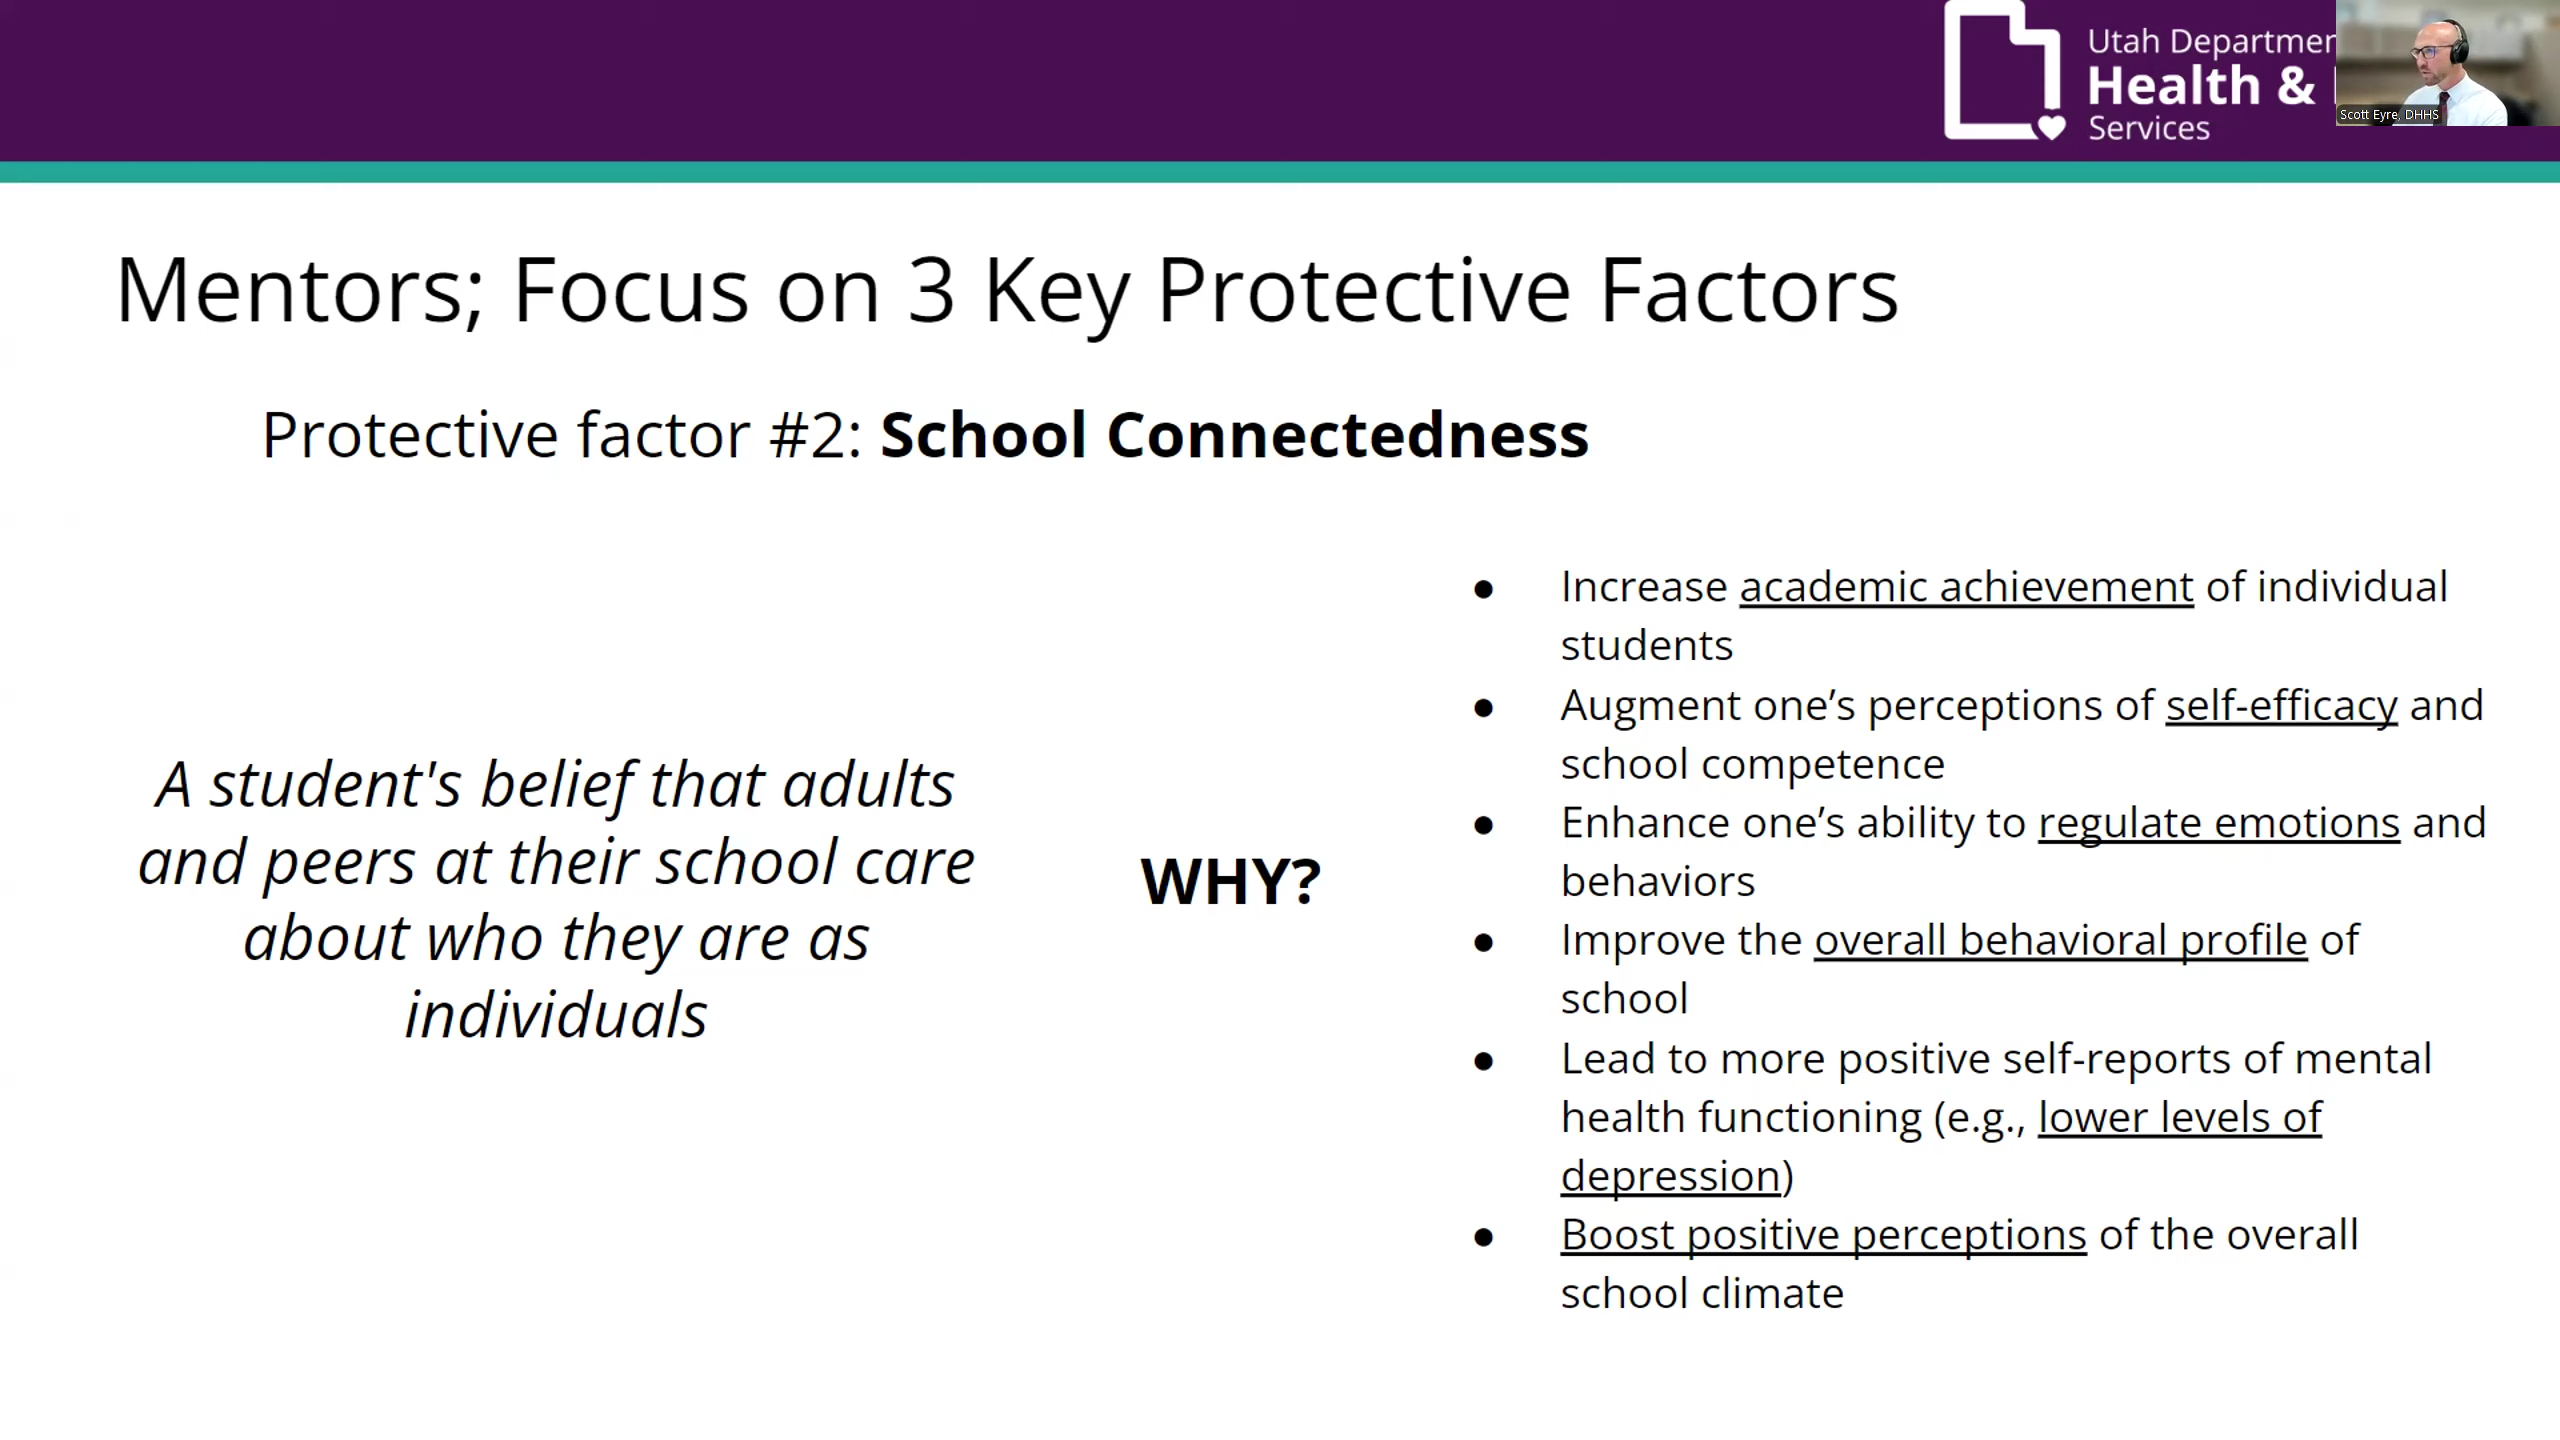 Utah Departmen
Health &
Services
Scott Eyre, DHHS
Mentors; Focus on 3 Key Protective Factors
Protective factor #2: School Connectedness
A student's belief that adults
and peers at their school care
about who they are as
individuals
WHY?
● Increase academic achievement of individual
students
● Augment one’s perceptions of self-efficacy and
school competence
● Enhance one’s ability to regulate emotions and
behaviors
● Improve the overall behavioral profile of
school
● Lead to more positive self-reports of mental
health functioning (e.g., lower levels of
depression)
● Boost positive perceptions of the overall
school climate